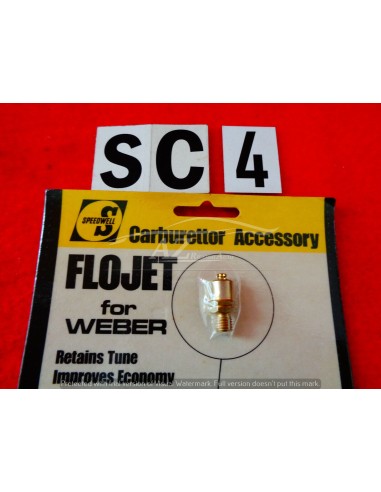 SC 4
SPEEDWELL
S
Carburettor Accessory
FLOJET
for
WEBER
Retains Tune
Improves Economy